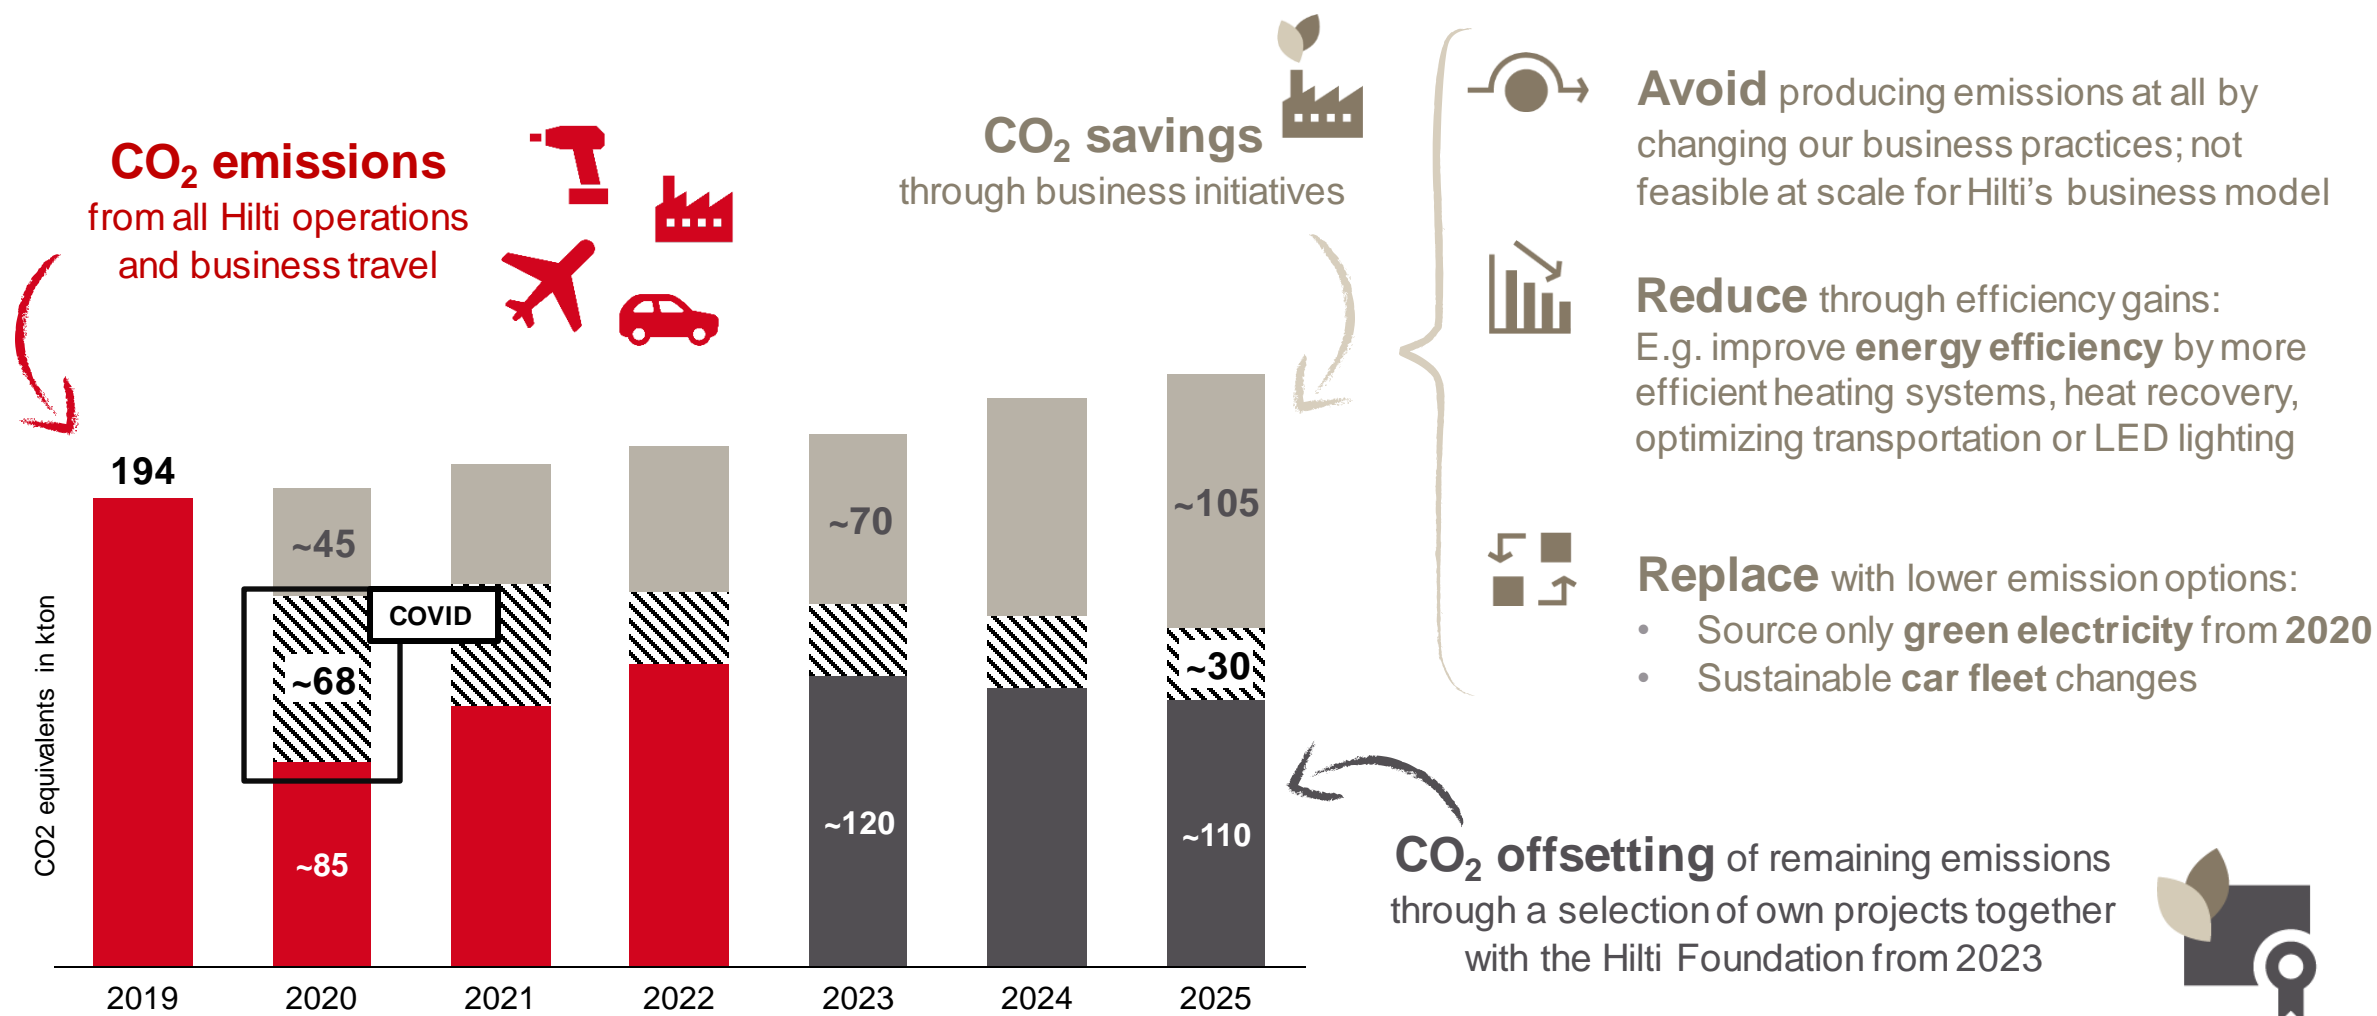 CO₂ emissions
from all Hilti operations
and business travel
CO₂ savings
through business initiatives
Avoid producing emissions at all by
changing our business practices; not
feasible at scale for Hilti's business model
Reduce through efficiency gains:
E.g. improve energy efficiency by more
efficient heating systems, heat recovery,
optimizing transportation or LED lighting
Replace with lower emission options:
• Source only green electricity from 2020
• Sustainable car fleet changes
CO2 equivalents in kton
194
~45
~68
~85
COVID
~70
~120
~105
~30
~110
2019
2020
2021
2022
2023
2024
2025
CO₂ offsetting of remaining emissions
through a selection of own projects together
with the Hilti Foundation from 2023